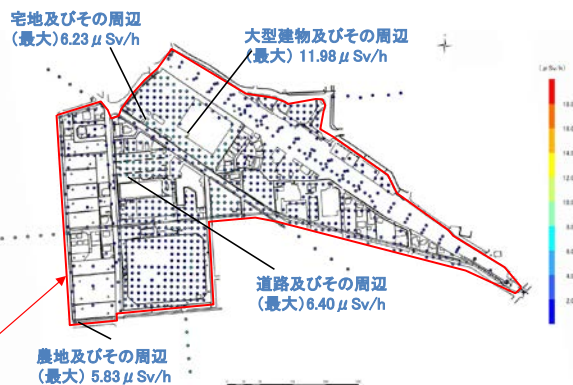 宅地及びその周辺
(最大)6.23μSv/h
大型建物及びその周辺
(最大) 11.98μSv/h
道路及びその周辺
(最大)6.40μSv/h
農地及びその周辺
(最大) 5.83μSv/h